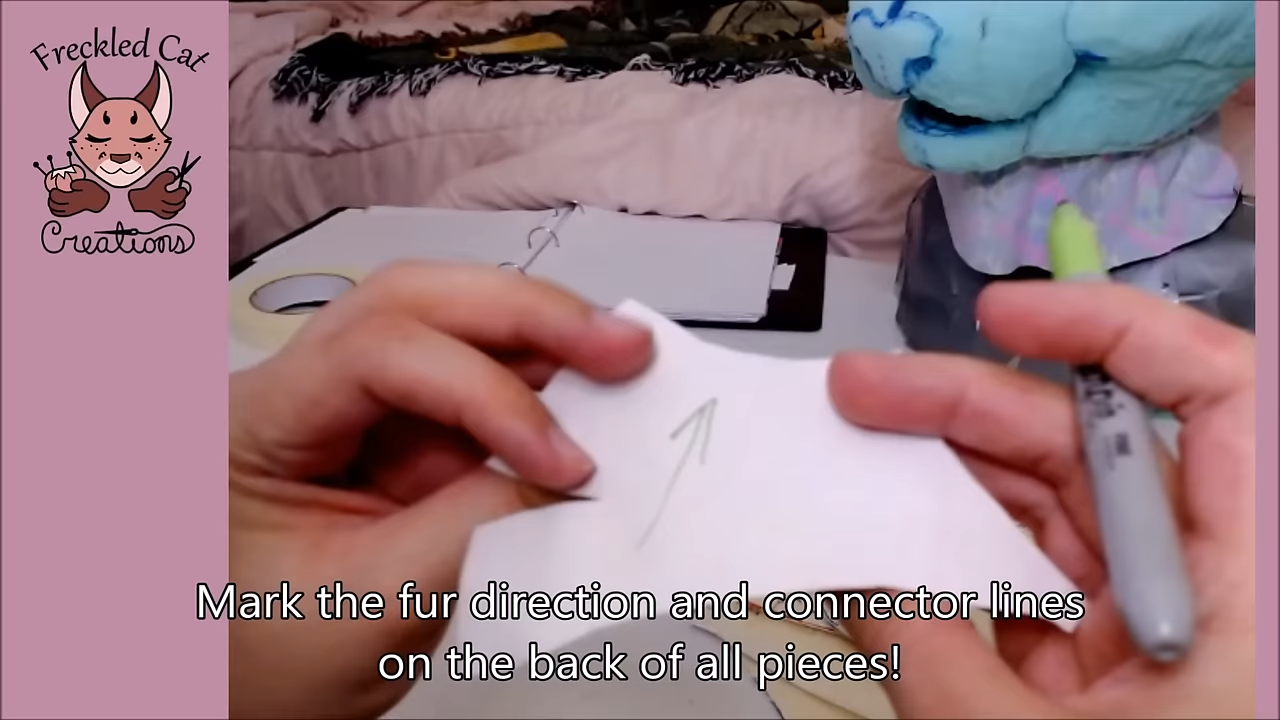 Freckled Cat
Creations
Mark the fur direction and connector lines
on the back of all pieces!